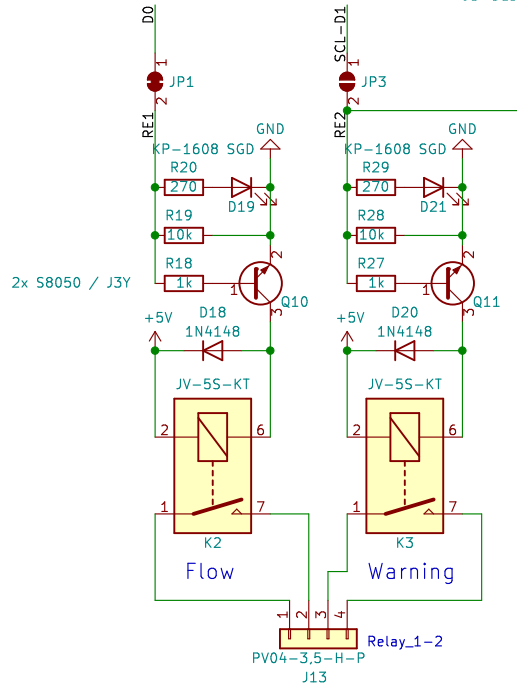 D0
SCL-D1
1
JP1
2
1
JP3
2
RE1
RE2
GND
GND
KP-1608 SGD
KP-1608 SGD
R20
270
D19
R29
270
D21
R19
10k
R28
10k
R18
1k
1
2
3
Q10
R27
1k
1
2
3
Q11
2x S8050 / J3Y
+5V
D18
1N4148
+5V
D20
1N4148
JV-5S-KT
JV-5S-KT
2
6
2
6
1
7
1
7
K2
K3
Flow
Warning
1
2
3
4
Relay_1-2
PV04-3,5-H-P
J13